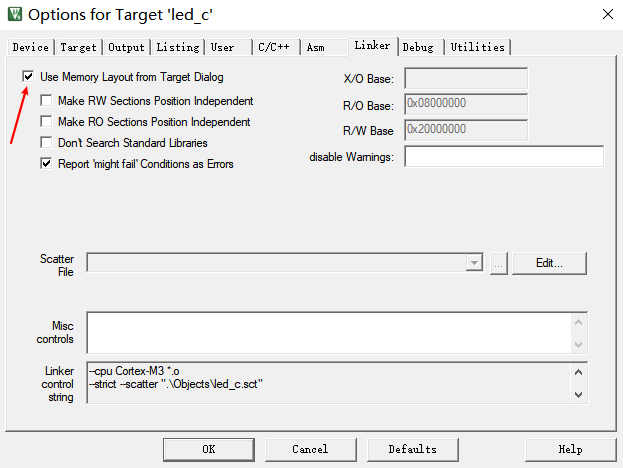 Options for Target 'led_c'
Device Target Output Listing User C/C++ Asm Linker Debug Utilities
Use Memory Layout from Target Dialog
Make RW Sections Position Independent
Make RO Sections Position Independent
Don't Search Standard Libraries
Report 'might fail' Conditions as Errors
X/O Base:
R/O Base: 0x08000000
R/W Base 0x20000000
disable Warnings:
Scatter
File
... Edit...
Misc
controls
Linker
control
string
--cpu Cortex-M3 *.o
--strict --scatter ".\Objects\led_c.sct"
OK Cancel Defaults Help